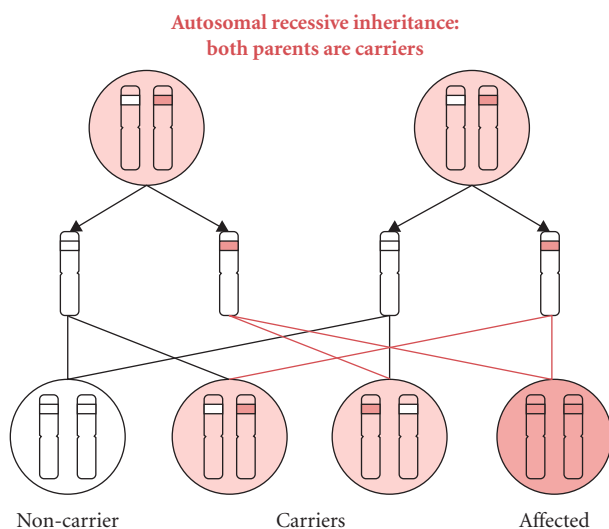 Autosomal recessive inheritance:
both parents are carriers
Non-carrier Carriers Affected